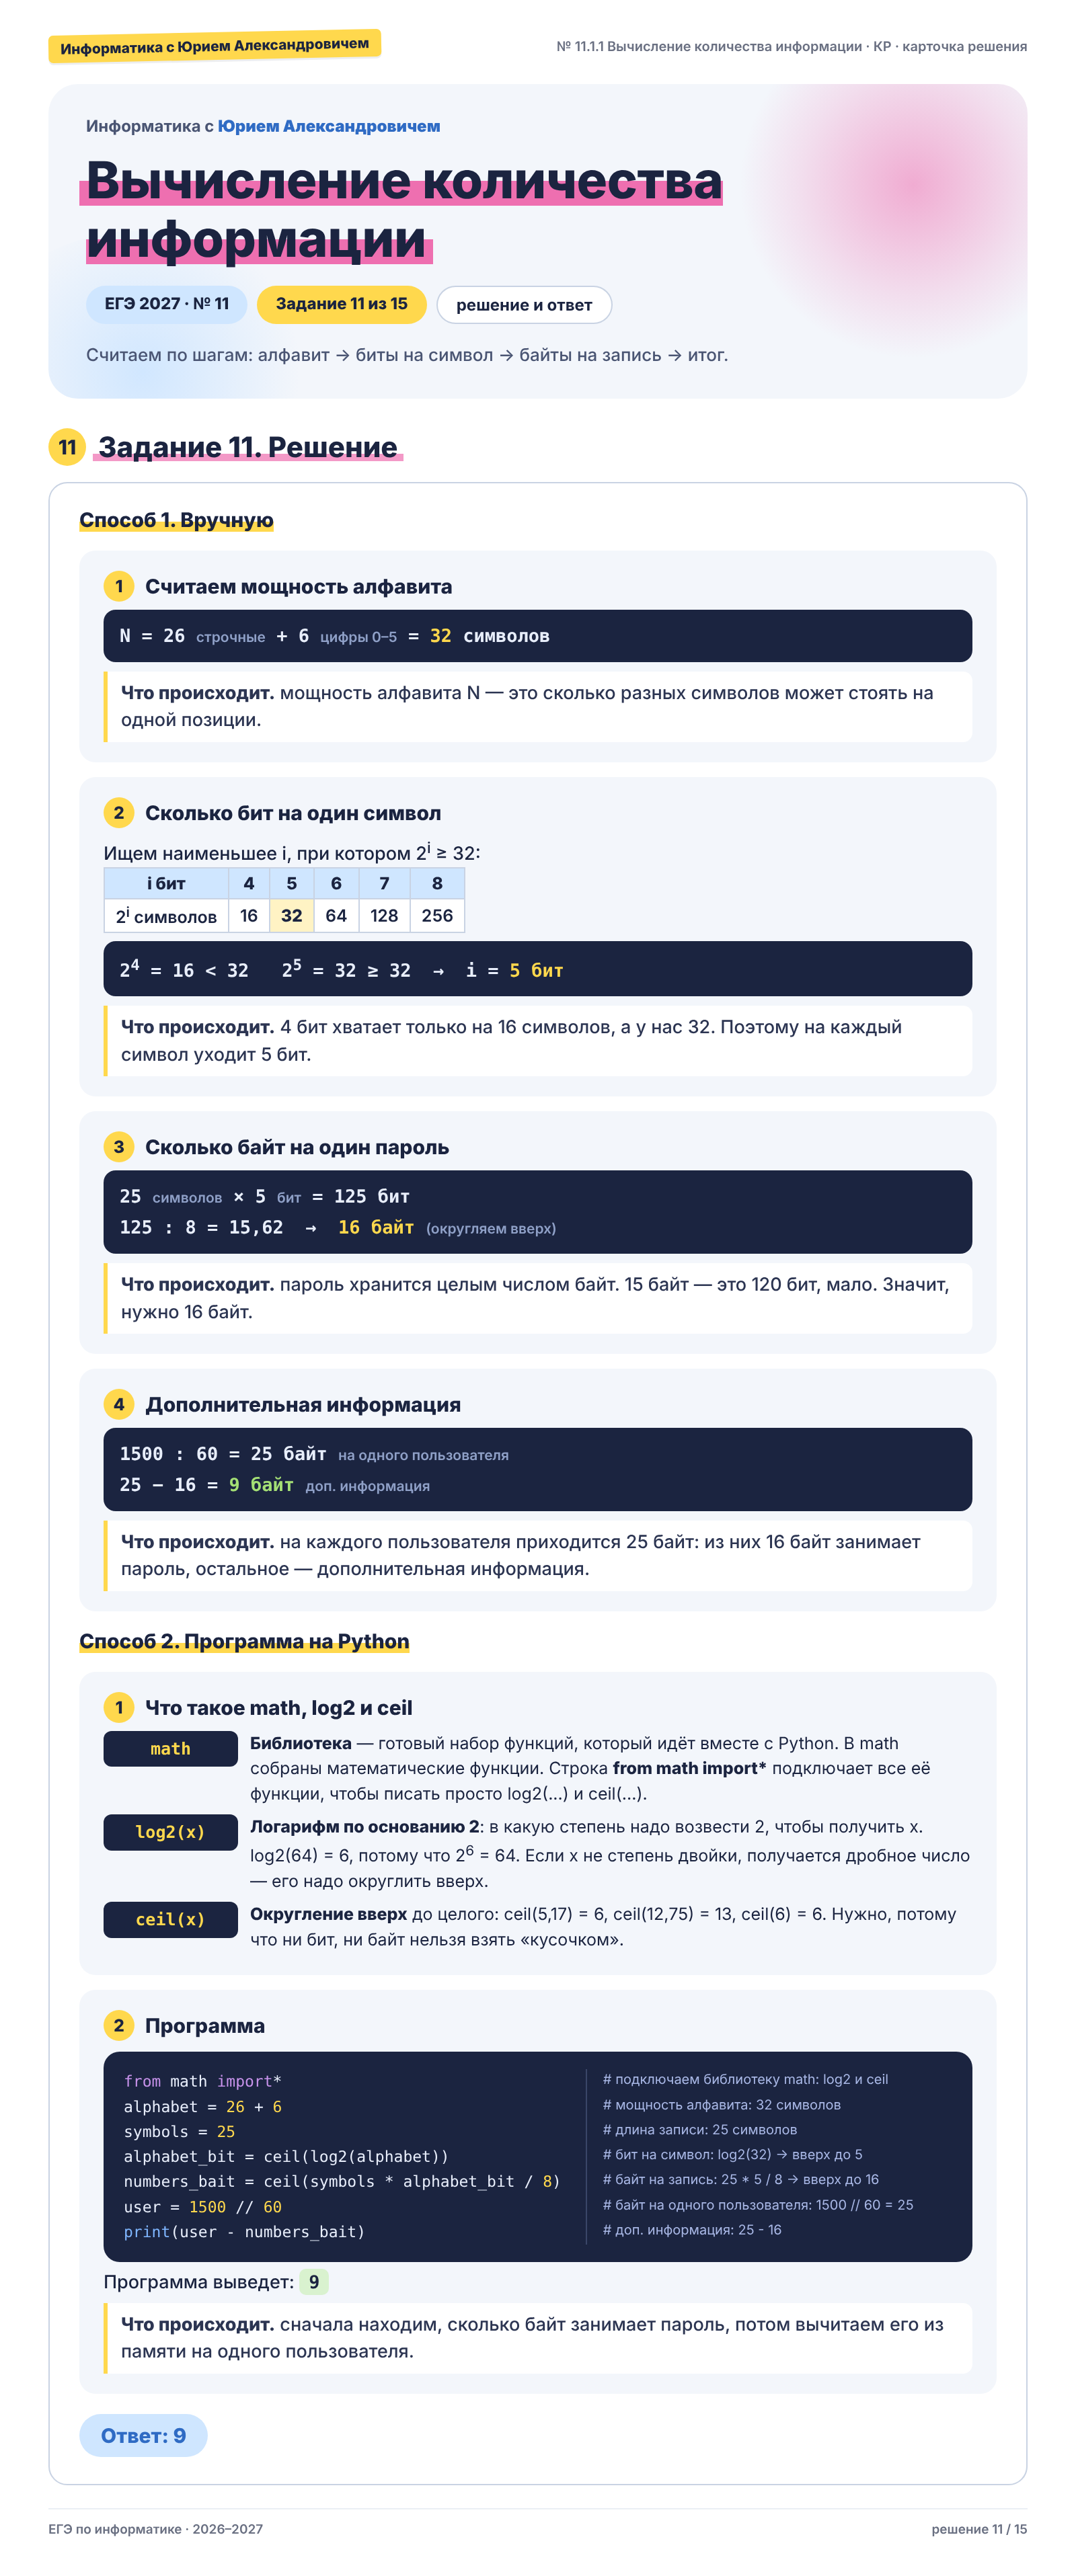 Информатика с Юрием Александровичем
№ 11.1.1 Вычисление количества информации · КР · карточка решения
Информатика с Юрием Александровичем
Вычисление количества
информации
ЕГЭ 2027 · № 11
Задание 11 из 15
решение и ответ
Считаем по шагам: алфавит → биты на символ → байты на запись → итог.
11 Задание 11. Решение
Способ 1. Вручную
1 Считаем мощность алфавита
N = 26 строчные + 6 цифры 0–5 = 32 символов
Что происходит. мощность алфавита N — это сколько разных символов может стоять на
одной позиции.
2 Сколько бит на один символ
Ищем наименьшее i, при котором 2^i ≥ 32:
i бит 4 5 6 7 8
2^i символов 16 32 64 128 256
2^4 = 16 < 32 2^5 = 32 ≥ 32 → i = 5 бит
Что происходит. 4 бит хватает только на 16 символов, а у нас 32. Поэтому на каждый
символ уходит 5 бит.
3 Сколько байт на один пароль
25 символов × 5 бит = 125 бит
125 : 8 = 15,62 → 16 байт (округляем вверх)
Что происходит. пароль хранится целым числом байт. 15 байт — это 120 бит, мало. Значит,
нужно 16 байт.
4 Дополнительная информация
1500 : 60 = 25 байт на одного пользователя
25 − 16 = 9 байт доп. информация
Что происходит. на каждого пользователя приходится 25 байт: из них 16 байт занимает
пароль, остальное — дополнительная информация.
Способ 2. Программа на Python
1 Что такое math, log2 и ceil
math
Библиотека — готовый набор функций, который идёт вместе с Python. В math
собраны математические функции. Строка from math import* подключает все её
функции, чтобы писать просто log2(...) и ceil(...).
log2(x)
Логарифм по основанию 2: в какую степень надо возвести 2, чтобы получить x.
log2(64) = 6, потому что 2^6 = 64. Если x не степень двойки, получается дробное число
— его надо округлить вверх.
ceil(x)
Округление вверх до целого: ceil(5,17) = 6, ceil(12,75) = 13, ceil(6) = 6. Нужно, потому
что ни бит, ни байт нельзя взять «кусочком».
2 Программа
from math import* # подключаем библиотеку math: log2 и ceil
alphabet = 26 + 6 # мощность алфавита: 32 символов
symbols = 25 # длина записи: 25 символов
alphabet_bit = ceil(log2(alphabet)) # бит на символ: log2(32) → вверх до 5
numbers_bait = ceil(symbols * alphabet_bit / 8) # байт на запись: 25 * 5 / 8 → вверх до 16
user = 1500 // 60 # байт на одного пользователя: 1500 // 60 = 25
print(user - numbers_bait) # доп. информация: 25 - 16
Программа выведет: 9
Что происходит. сначала находим, сколько байт занимает пароль, потом вычитаем его из
памяти на одного пользователя.
Ответ: 9
ЕГЭ по информатике · 2026–2027
решение 11 / 15